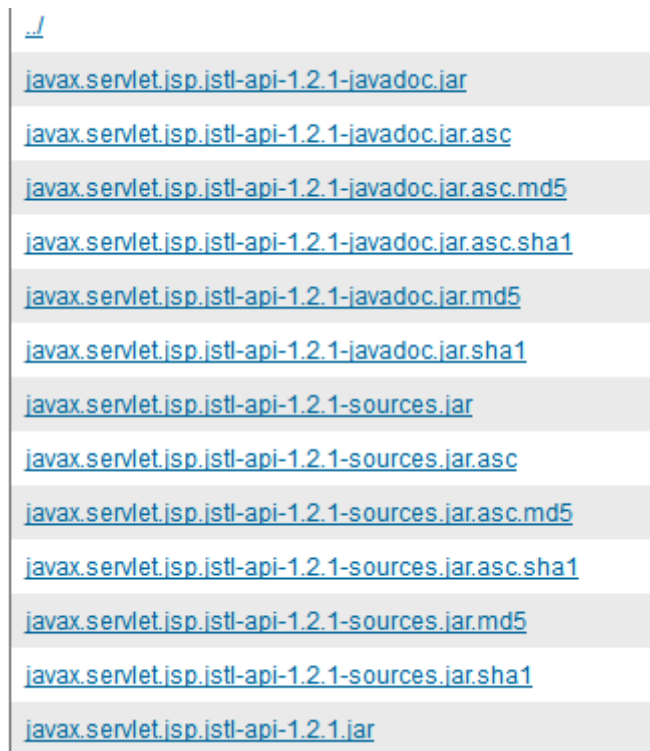 ../
javax.servlet.jsp.jstl-api-1.2.1-javadoc.jar
javax.servlet.jsp.jstl-api-1.2.1-javadoc.jar.asc
javax.servlet.jsp.jstl-api-1.2.1-javadoc.jar.asc.md5
javax.servlet.jsp.jstl-api-1.2.1-javadoc.jar.asc.sha1
javax.servlet.jsp.jstl-api-1.2.1-javadoc.jar.md5
javax.servlet.jsp.jstl-api-1.2.1-javadoc.jar.sha1
javax.servlet.jsp.jstl-api-1.2.1-sources.jar
javax.servlet.jsp.jstl-api-1.2.1-sources.jar.asc
javax.servlet.jsp.jstl-api-1.2.1-sources.jar.asc.md5
javax.servlet.jsp.jstl-api-1.2.1-sources.jar.asc.sha1
javax.servlet.jsp.jstl-api-1.2.1-sources.jar.md5
javax.servlet.jsp.jstl-api-1.2.1-sources.jar.sha1
javax.servlet.jsp.jstl-api-1.2.1.jar